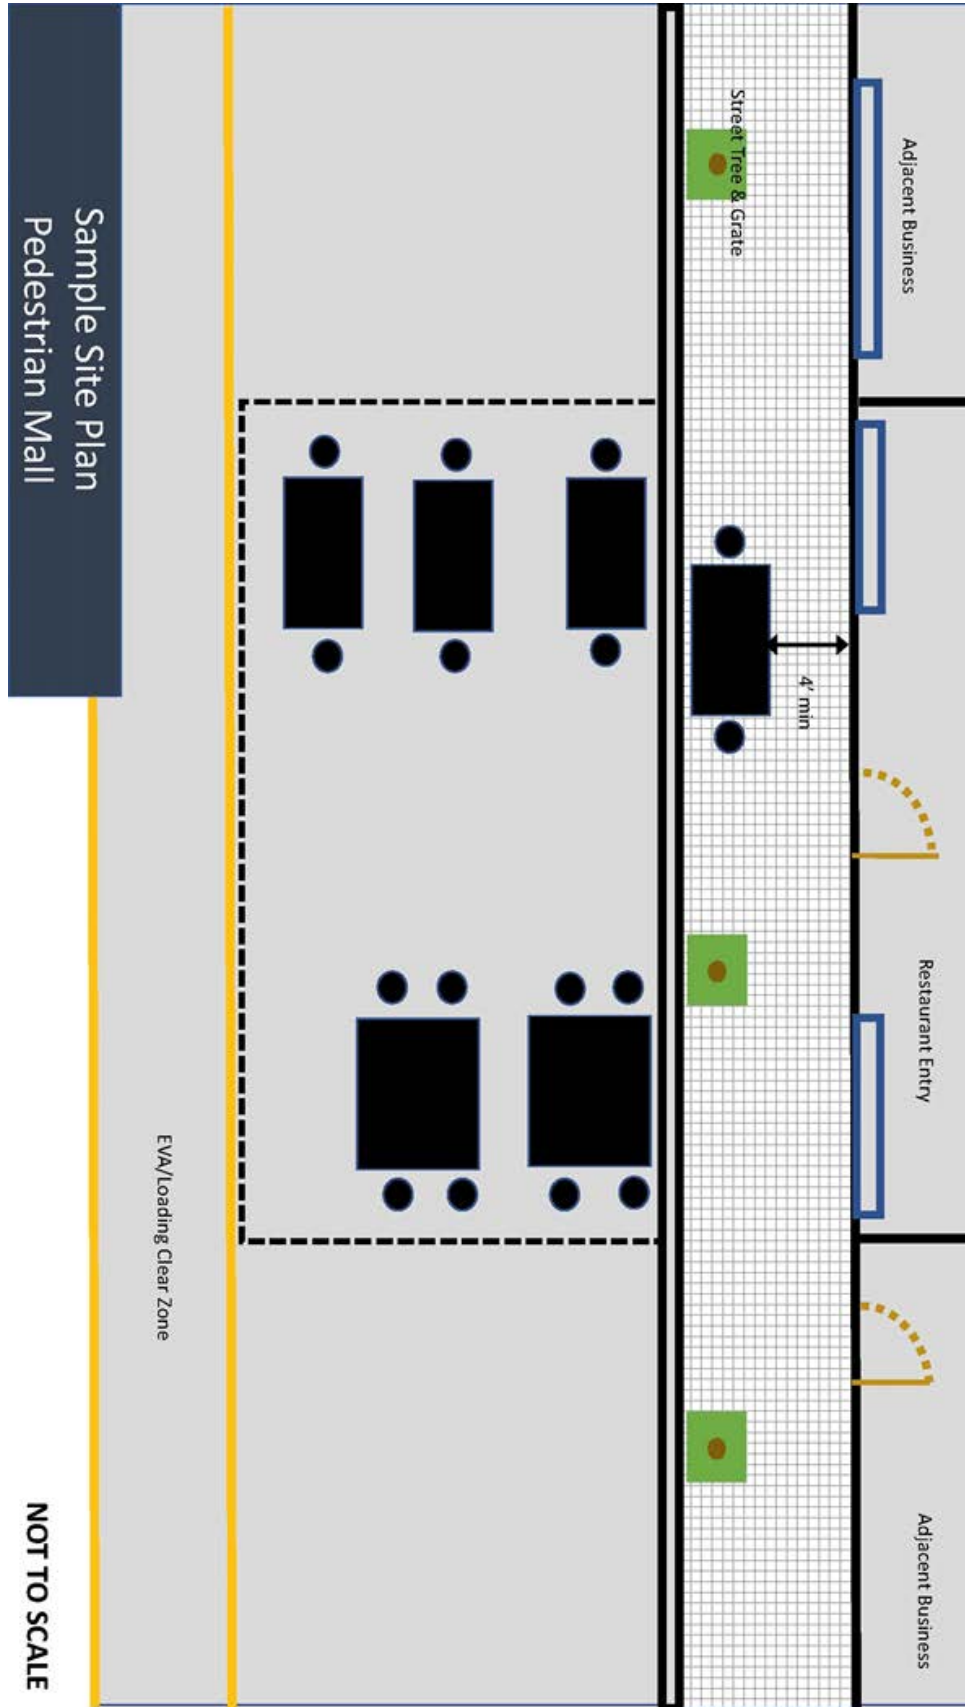 Adjacent Business
Restaurant Entry
Adjacent Business
4' min
Street Tree & Grate
EVA/Loading Clear Zone
Sample Site Plan
Pedestrian Mall
NOT TO SCALE